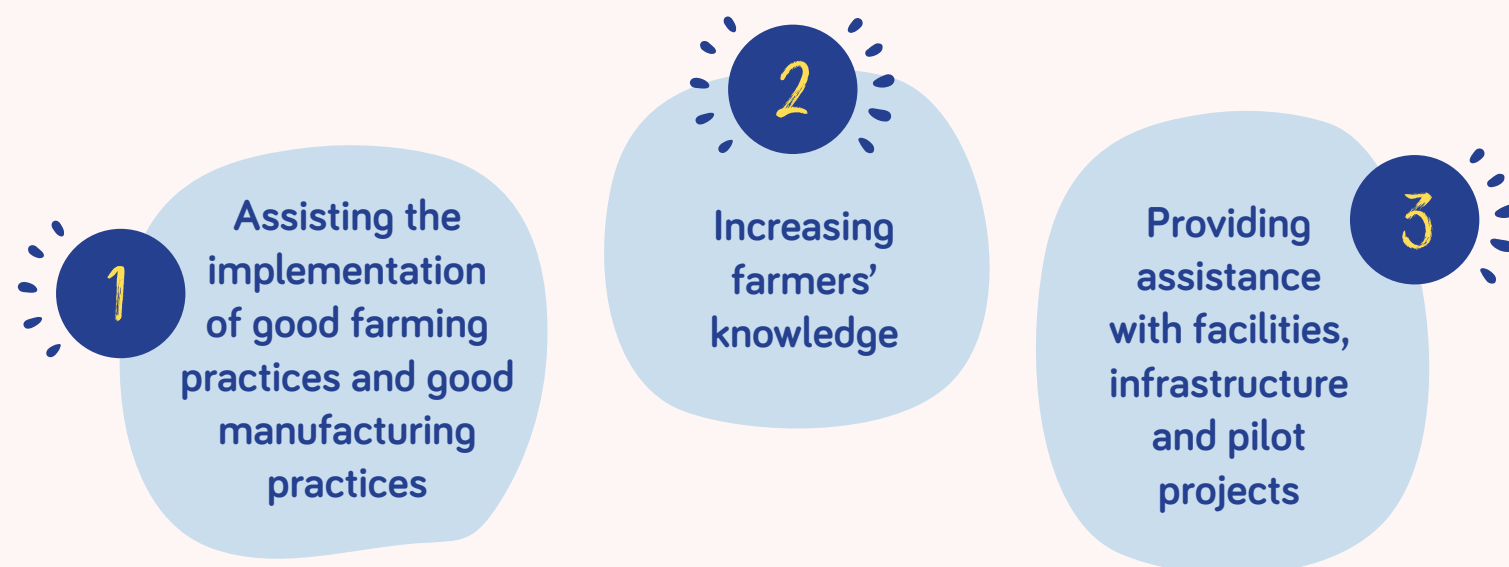 1
Assisting the
implementation
of good farming
practices and good
manufacturing
practices
2
Increasing
farmers’
knowledge
3
Providing
assistance
with facilities,
infrastructure
and pilot
projects